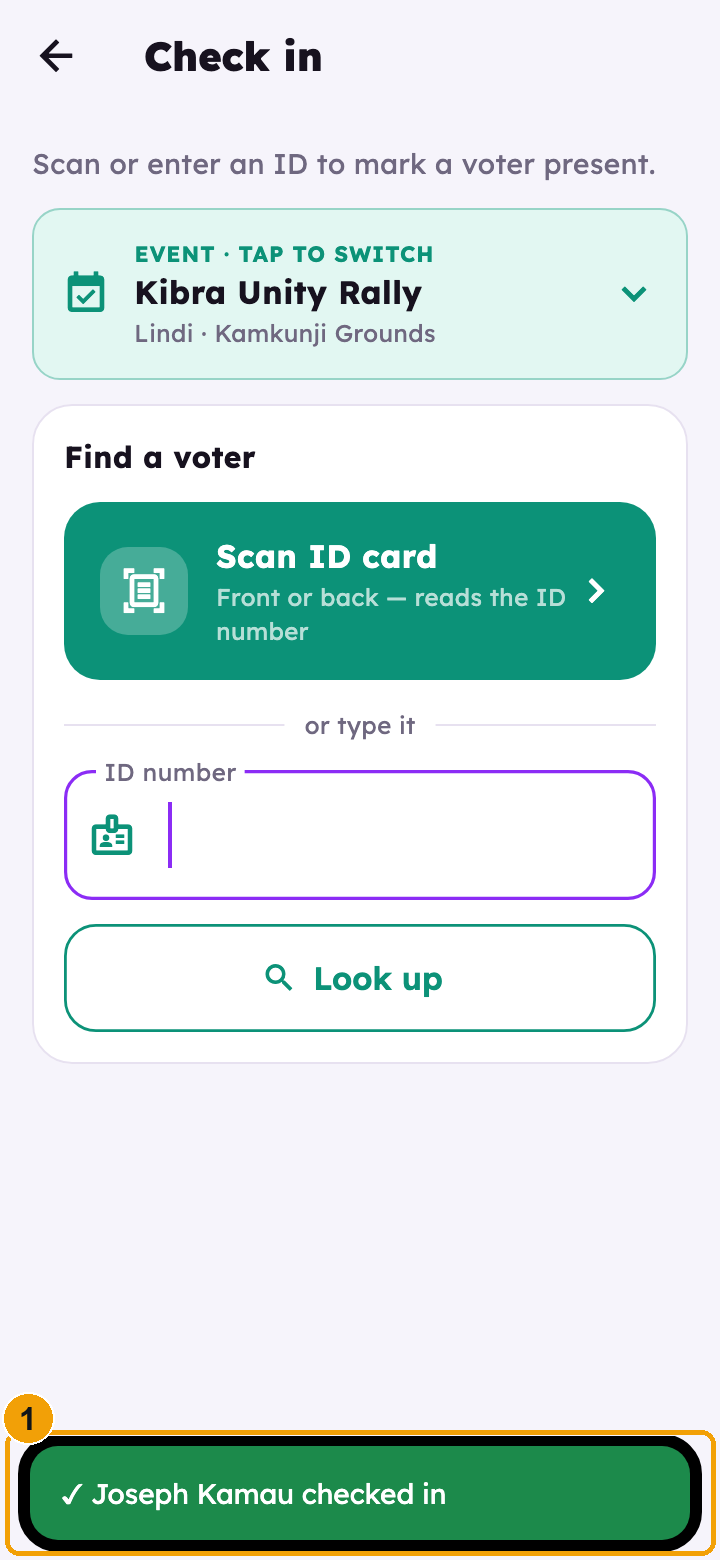 Check in
Scan or enter an ID to mark a voter present.
EVENT · TAP TO SWITCH
Kibra Unity Rally
Lindi · Kamkunji Grounds
Find a voter
Scan ID card
Front or back — reads the ID
number
or type it
ID number
Look up
1
✓ Joseph Kamau checked in